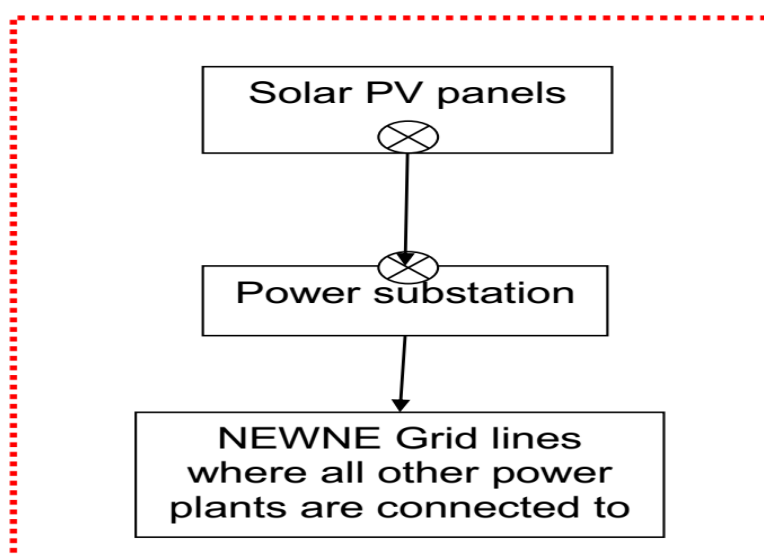 Solar PV panels
Power substation
NEWNE Grid lines
where all other power
plants are connected to